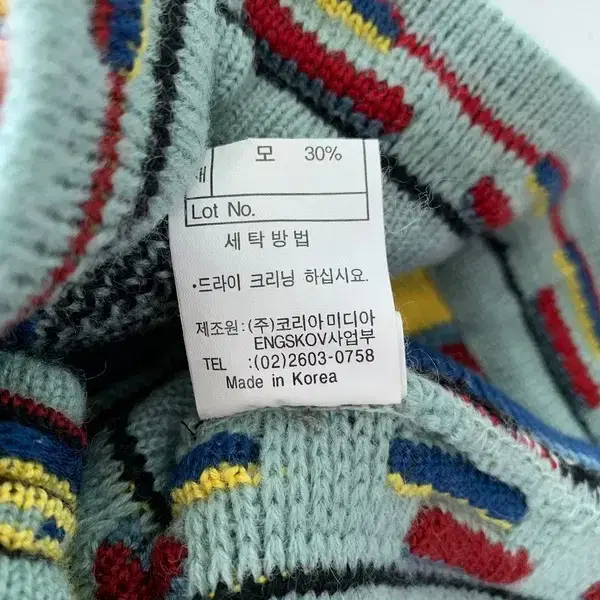 모 30%
Lot No.
세탁방법
·드라이 크리닝 하십시요.
제조원:(주)코리아미디아
ENGSKOV사업부
TEL :(02)2603-0758
Made in Korea